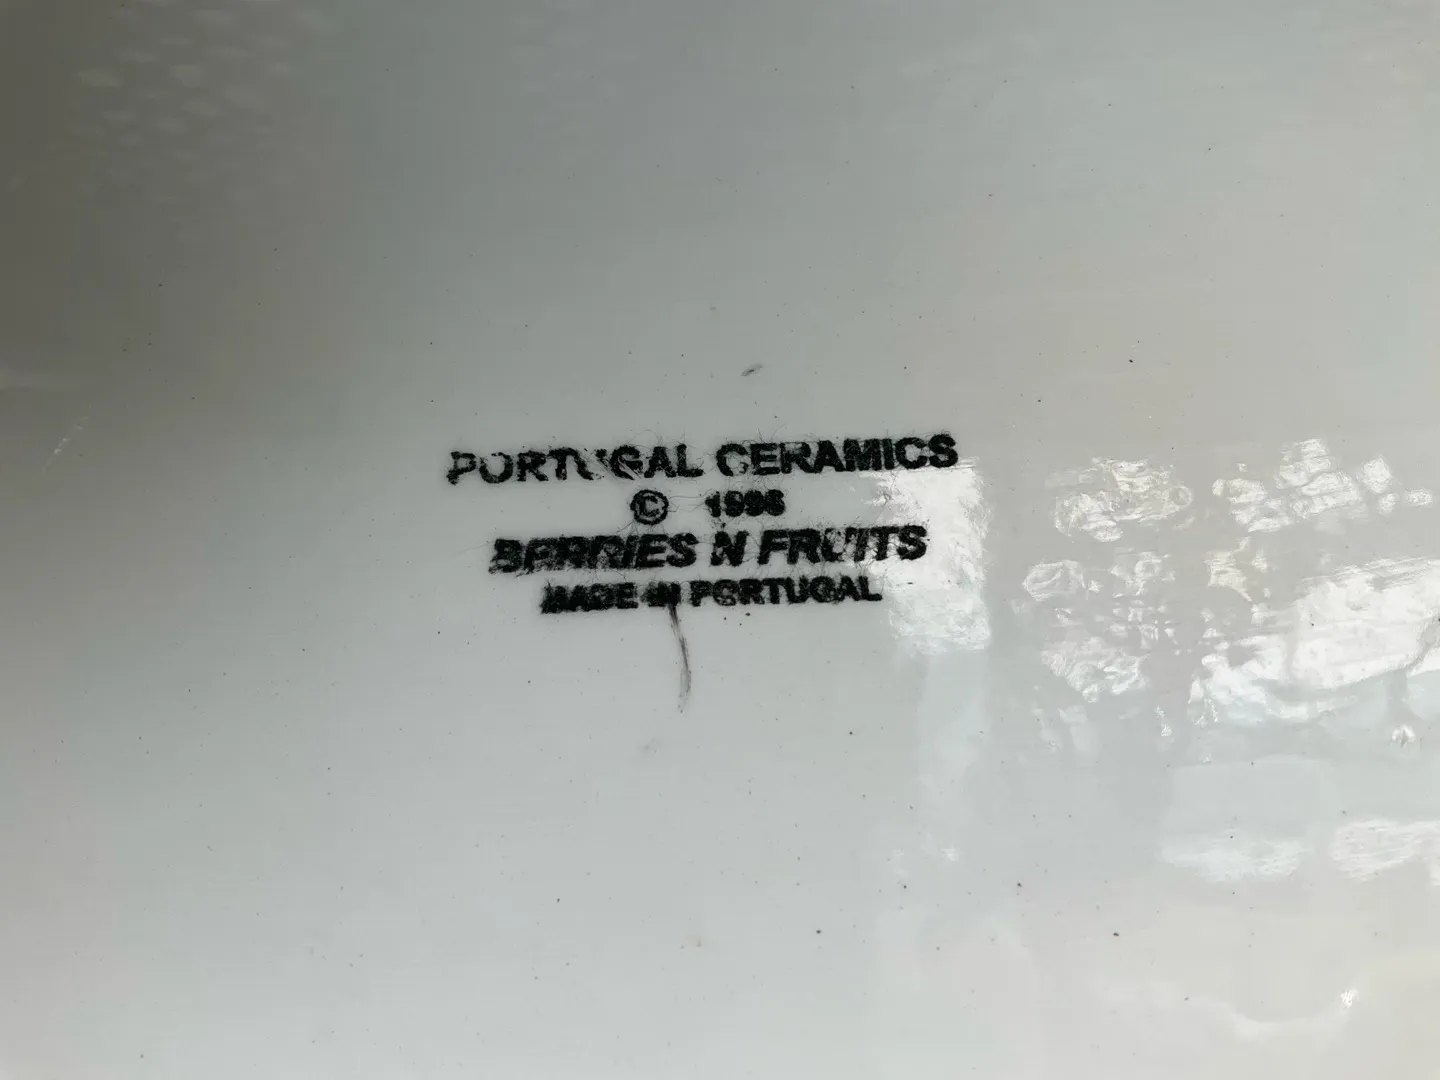 PORTUGAL CERAMICS
© 1996
BERRIES N FRUITS
MADE IN PORTUGAL